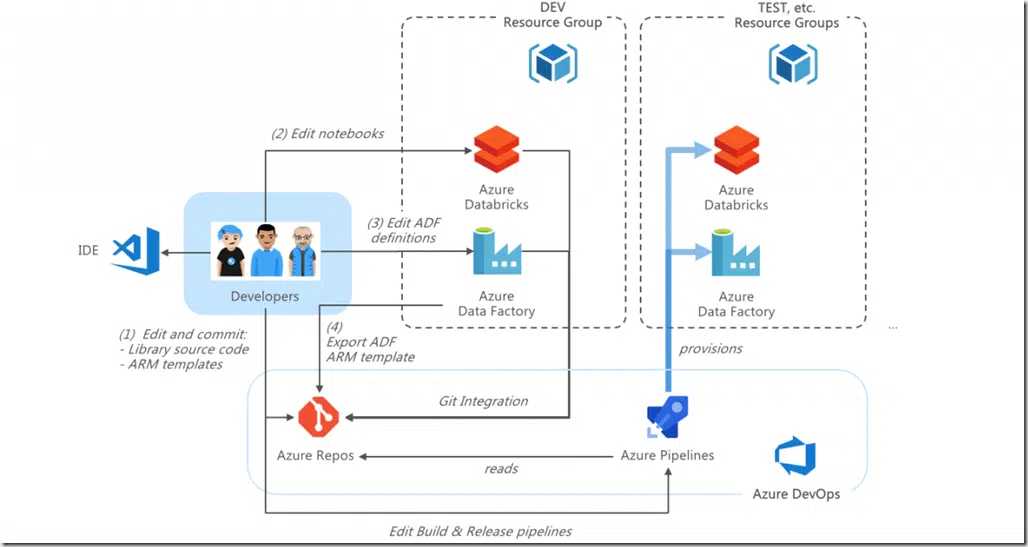 DEV
Resource Group
TEST, etc.
Resource Groups
(2) Edit notebooks
Azure
Databricks
Azure
Databricks
(3) Edit ADF
definitions
IDE
Developers
Azure
Data Factory
Azure
Data Factory
...
(1) Edit and commit:
- Library source code
- ARM templates
(4)
Export ADF
ARM template
provisions
Git Integration
Azure Repos
reads
Azure Pipelines
Azure DevOps
Edit Build & Release pipelines